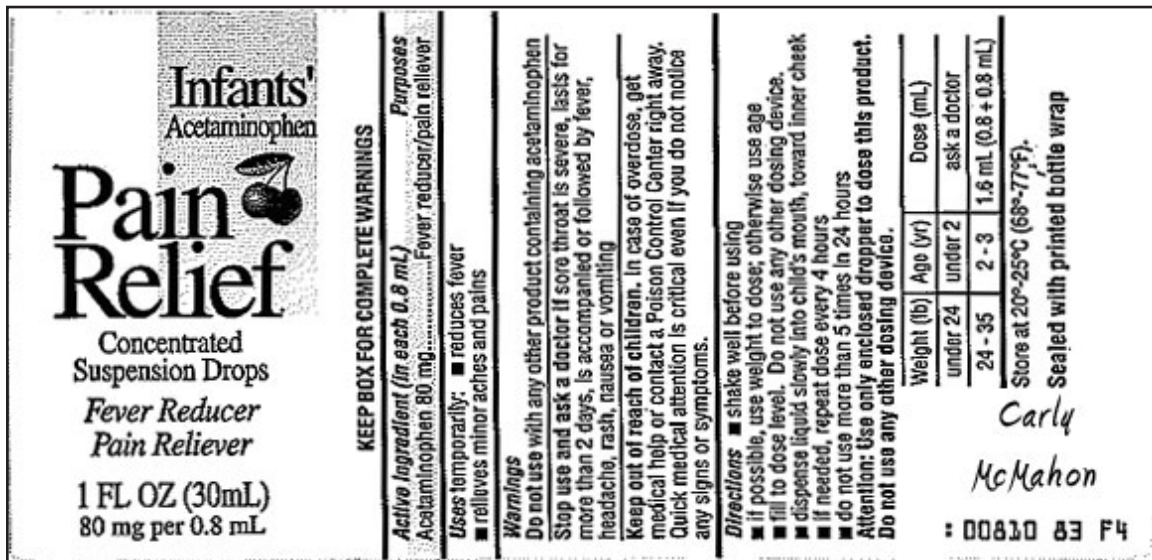 Infants'
Acetaminophen
Pain
Relief
Concentrated
Suspension Drops
Fever Reducer
Pain Reliever
1 FL OZ (30mL)
80 mg per 0.8 mL
KEEP BOX FOR COMPLETE WARNINGS
Active Ingredient (in each 0.8 mL) Purposes
Acetaminophen 80 mg....................Fever reducer/pain reliever
Uses temporarily: ■ reduces fever
■ relieves minor aches and pains
Warnings
Do not use with any other product containing acetaminophen
Stop use and ask a doctor if sore throat is severe, lasts for
more than 2 days, is accompanied or followed by fever,
headache, rash, nausea or vomiting
Keep out of reach of children. In case of overdose, get
medical help or contact a Poison Control Center right away.
Quick medical attention is critical even if you do not notice
any signs or symptoms.
Directions ■ shake well before using
■ if possible, use weight to dose; otherwise use age
■ fill to dose level. Do not use any other dosing device.
■ dispense liquid slowly into child's mouth, toward inner cheek
■ if needed, repeat dose every 4 hours
■ do not use more than 5 times in 24 hours
Attention: Use only enclosed dropper to dose this product.
Do not use any other dosing device.
Weight (lb) Age (yr) Dose (mL)
under 24 under 2 ask a doctor
24 - 35 2 - 3 1.6 mL (0.8 + 0.8 mL)
Store at 20°-25°C (68°-77°F).
Sealed with printed bottle wrap
Carly
McMahon
: 00810 83 F4